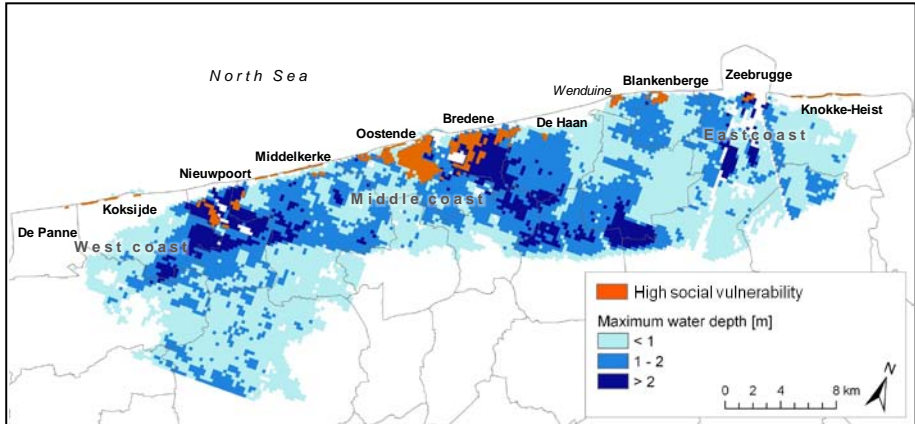 North Sea
Zeebrugge
Blankenberge
Wenduine
Knokke-Heist
Bredene
De Haan
Eastcoast
Oostende
Middelkerke
Nieuwpoort
Middle coast
Koksijde
De Panne
West coast
High social vulnerability
Maximum water depth [m]
< 1
1 - 2
> 2
N
0 2 4 8 km